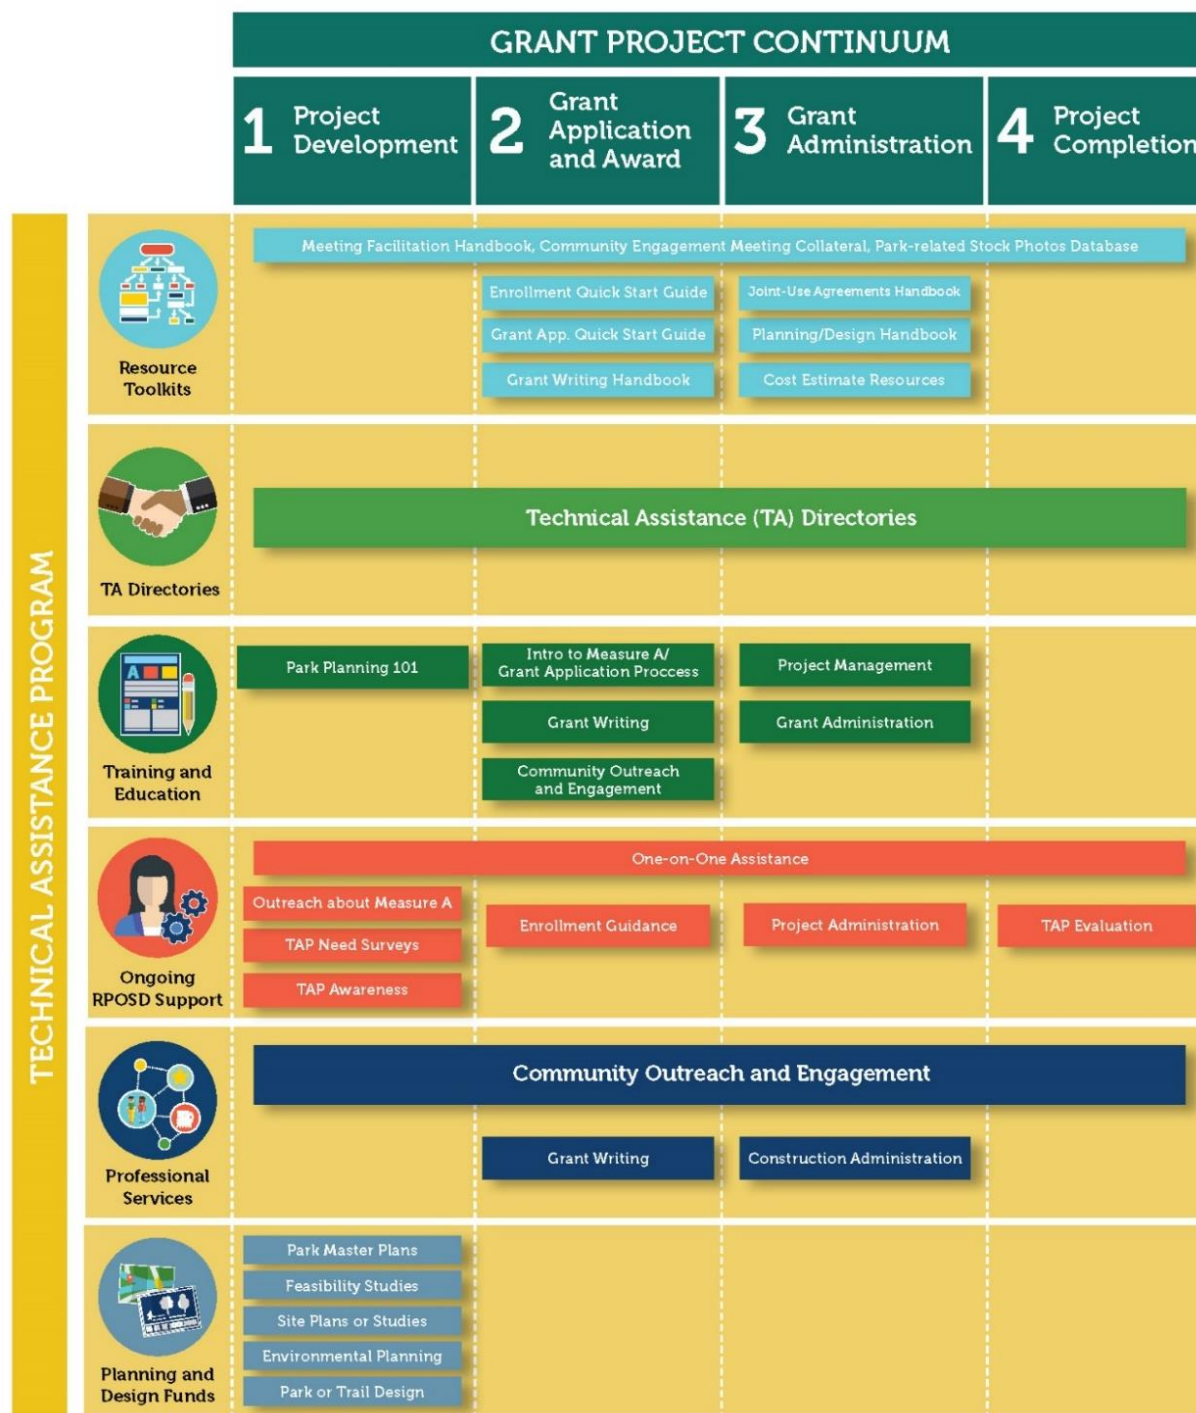 GRANT PROJECT CONTINUUM
1 Project
Development
2 Grant
Application
and Award
3 Grant
Administration
4 Project
Completion
TECHNICAL ASSISTANCE PROGRAM
Resource
Toolkits
Meeting Facilitation Handbook, Community Engagement Meeting Collateral, Park-related Stock Photos Database
Enrollment Quick Start Guide
Grant App. Quick Start Guide
Grant Writing Handbook
Joint-Use Agreements Handbook
Planning/Design Handbook
Cost Estimate Resources
TA Directories
Technical Assistance (TA) Directories
A
Training and
Education
Park Planning 101
Intro to Measure A/
Grant Application Proccess
Grant Writing
Community Outreach
and Engagement
Project Management
Grant Administration
Ongoing
RPOSD Support
One-on-One Assistance
Outreach about Measure A
TAP Need Surveys
TAP Awareness
Enrollment Guidance
Project Administration
TAP Evaluation
Professional
Services
Community Outreach and Engagement
Grant Writing
Construction Administration
Planning and
Design Funds
Park Master Plans
Feasibility Studies
Site Plans or Studies
Environmental Planning
Park or Trail Design